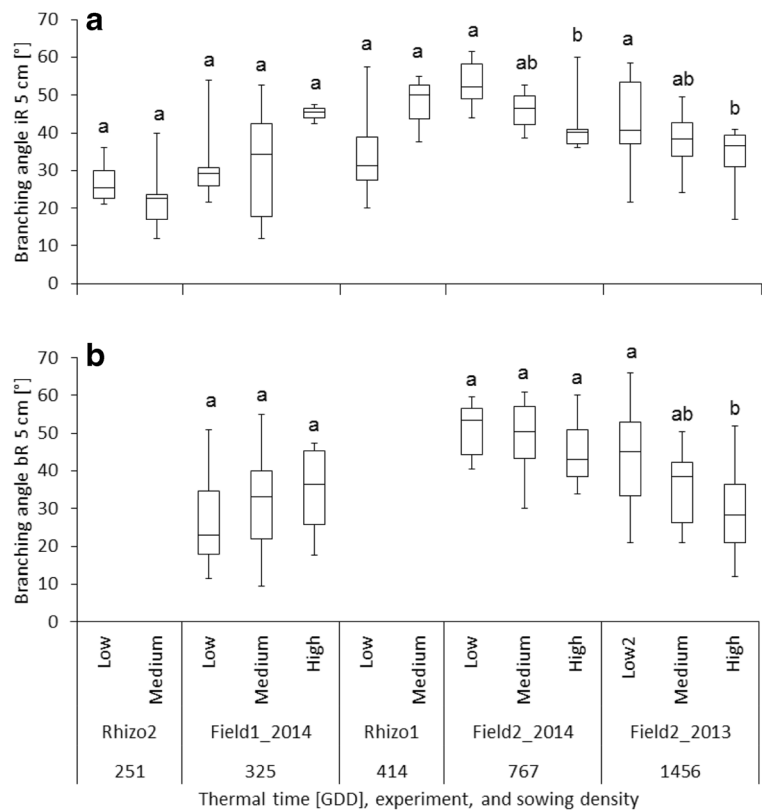 a
Branching angle iR 5 cm [°]
70
60
50
40
30
20
10
0
a a a a a a a a ab b a ab b
b
Branching angle bR 5 cm [°]
70
60
50
40
30
20
10
0
a a a a a a a ab b
Low Medium Low Medium High Low Medium Low Medium High Low2 Medium High
Rhizo2 Field1_2014 Rhizo1 Field2_2014 Field2_2013
251 325 414 767 1456
Thermal time [GDD], experiment, and sowing density